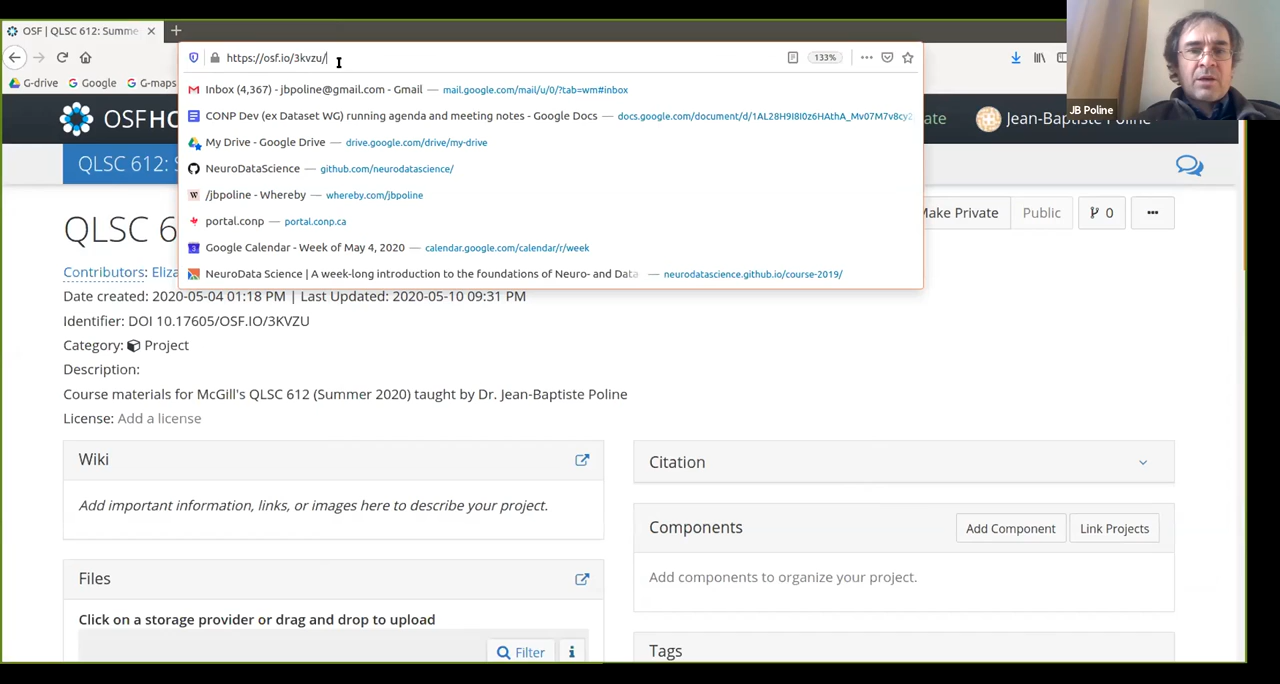 OSF | QLSC 612: Summe
https://osf.io/3kvzu/
133%
G-drive
Google
G-maps
Inbox (4,367) - jbpoline@gmail.com - Gmail — mail.google.com/mail/u/0/?tab=wm#inbox
CONP Dev (ex Dataset WG) running agenda and meeting notes - Google Docs — docs.google.com/document/d/1AL28H9I8I0z6HAthA_Mv07M7v8cy2
My Drive - Google Drive — drive.google.com/drive/my-drive
NeuroDataScience — github.com/neurodatascience/
/jbpoline - Whereby — whereby.com/jbpoline
portal.conp — portal.conp.ca
Google Calendar - Week of May 4, 2020 — calendar.google.com/calendar/r/week
NeuroData Science | A week-long introduction to the foundations of Neuro- and Data — neurodatascience.github.io/course-2019/
JB Poline
OSFHO
ate
Jean-Baptiste Poline
QLSC 612: S
QLSC 6
Make Private
Public
0
Contributors: Eliza
Date created: 2020-05-04 01:18 PM | Last Updated: 2020-05-10 09:31 PM
Identifier: DOI 10.17605/OSF.IO/3KVZU
Category: Project
Description:
Course materials for McGill's QLSC 612 (Summer 2020) taught by Dr. Jean-Baptiste Poline
License: Add a license
Wiki
Add important information, links, or images here to describe your project.
Files
Click on a storage provider or drag and drop to upload
Filter
i
Citation
Components
Add Component
Link Projects
Add components to organize your project.
Tags